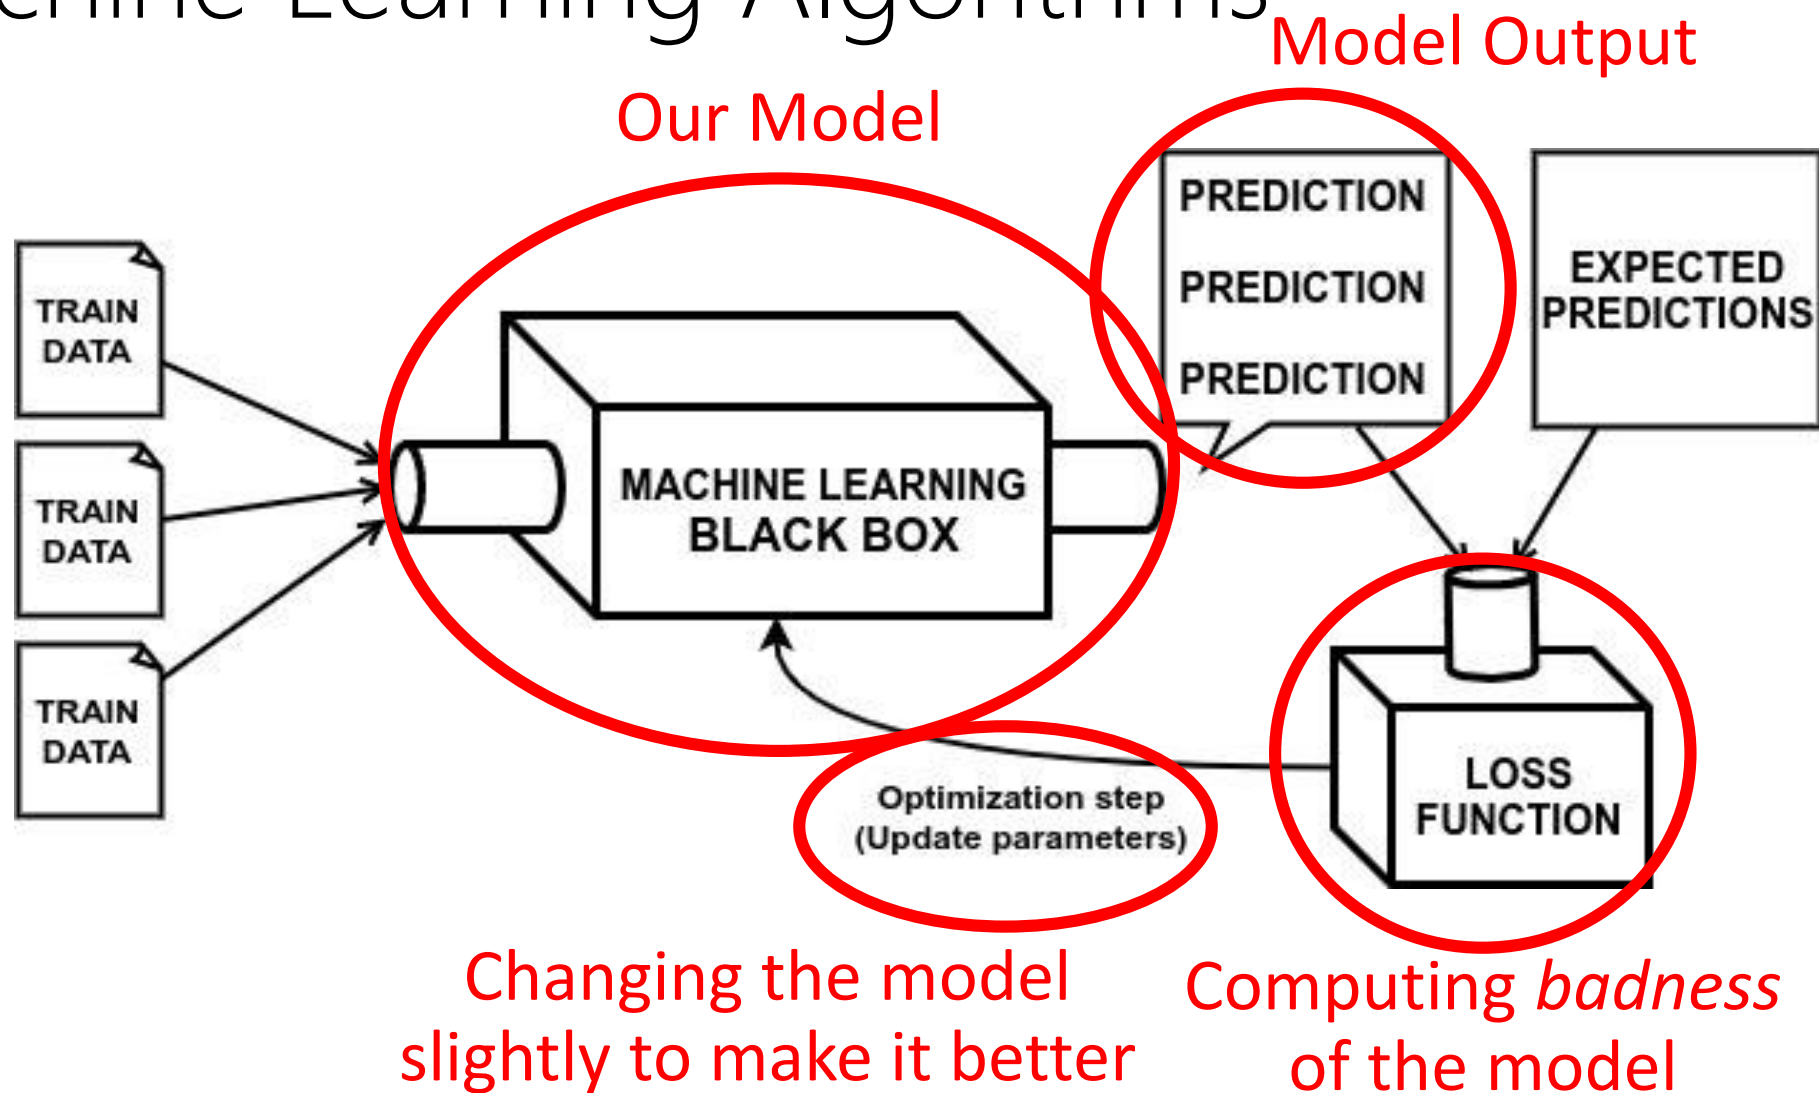 Learning Algorithms
Model Output
Our Model
PREDICTION
PREDICTION
PREDICTION
EXPECTED
PREDICTIONS
TRAIN
DATA
TRAIN
DATA
TRAIN
DATA
MACHINE LEARNING
BLACK BOX
Optimization step
(Update parameters)
LOSS
FUNCTION
Changing the model
slightly to make it better
Computing badness
of the model